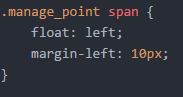 .manage_point span {
    float: left;
    margin-left: 10px;
}